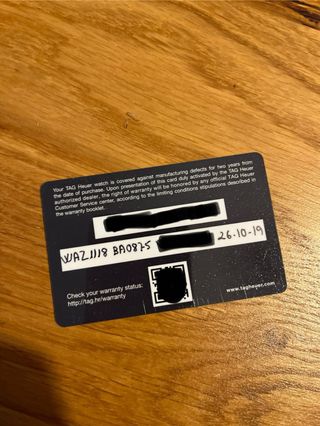 Your TAG Heuer watch is covered against manufacturing defects for two years from
the date of purchase. Upon presentation of this card duly activated by the TAG Heuer
authorized dealer, the right of warranty will be honored by any official TAG Heuer
Customer Service center, according to the limiting conditions stipulations described in
the warranty booklet.
WAZ1118 BA0875 26-10-19
Check your warranty status:
http://tag.hr/warranty
www.tagheuer.com